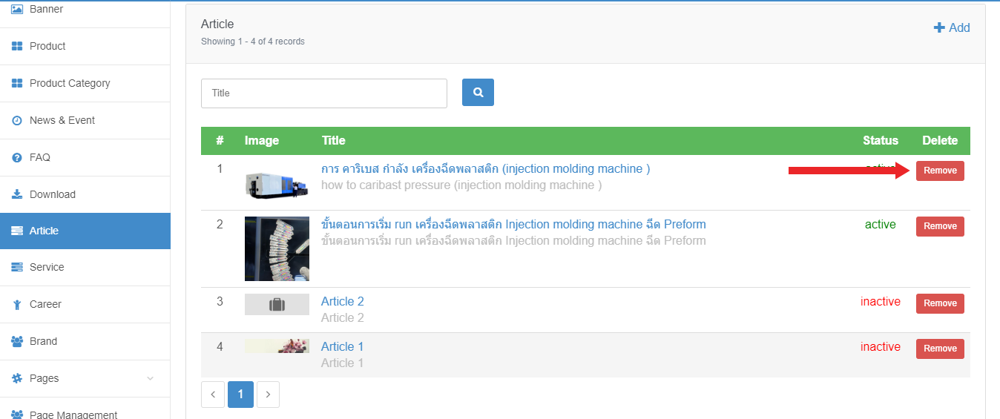 Banner
Product
Product Category
News & Event
FAQ
Download
Article
Service
Career
Brand
Pages
Page Management
Article
Showing 1 - 4 of 4 records
Add
Title
# Image Title Status Delete
1 การ คาริเบส กำลัง เครื่องฉีดพลาสติก (injection molding machine ) active Remove
how to caribast pressure (injection molding machine )
2 ขั้นตอนการเริ่ม run เครื่องฉีดพลาสติก Injection molding machine ฉีด Preform active Remove
ขั้นตอนการเริ่ม run เครื่องฉีดพลาสติก Injection molding machine ฉีด Preform
3 Article 2 inactive Remove
Article 2
4 Article 1 inactive Remove
Article 1
1